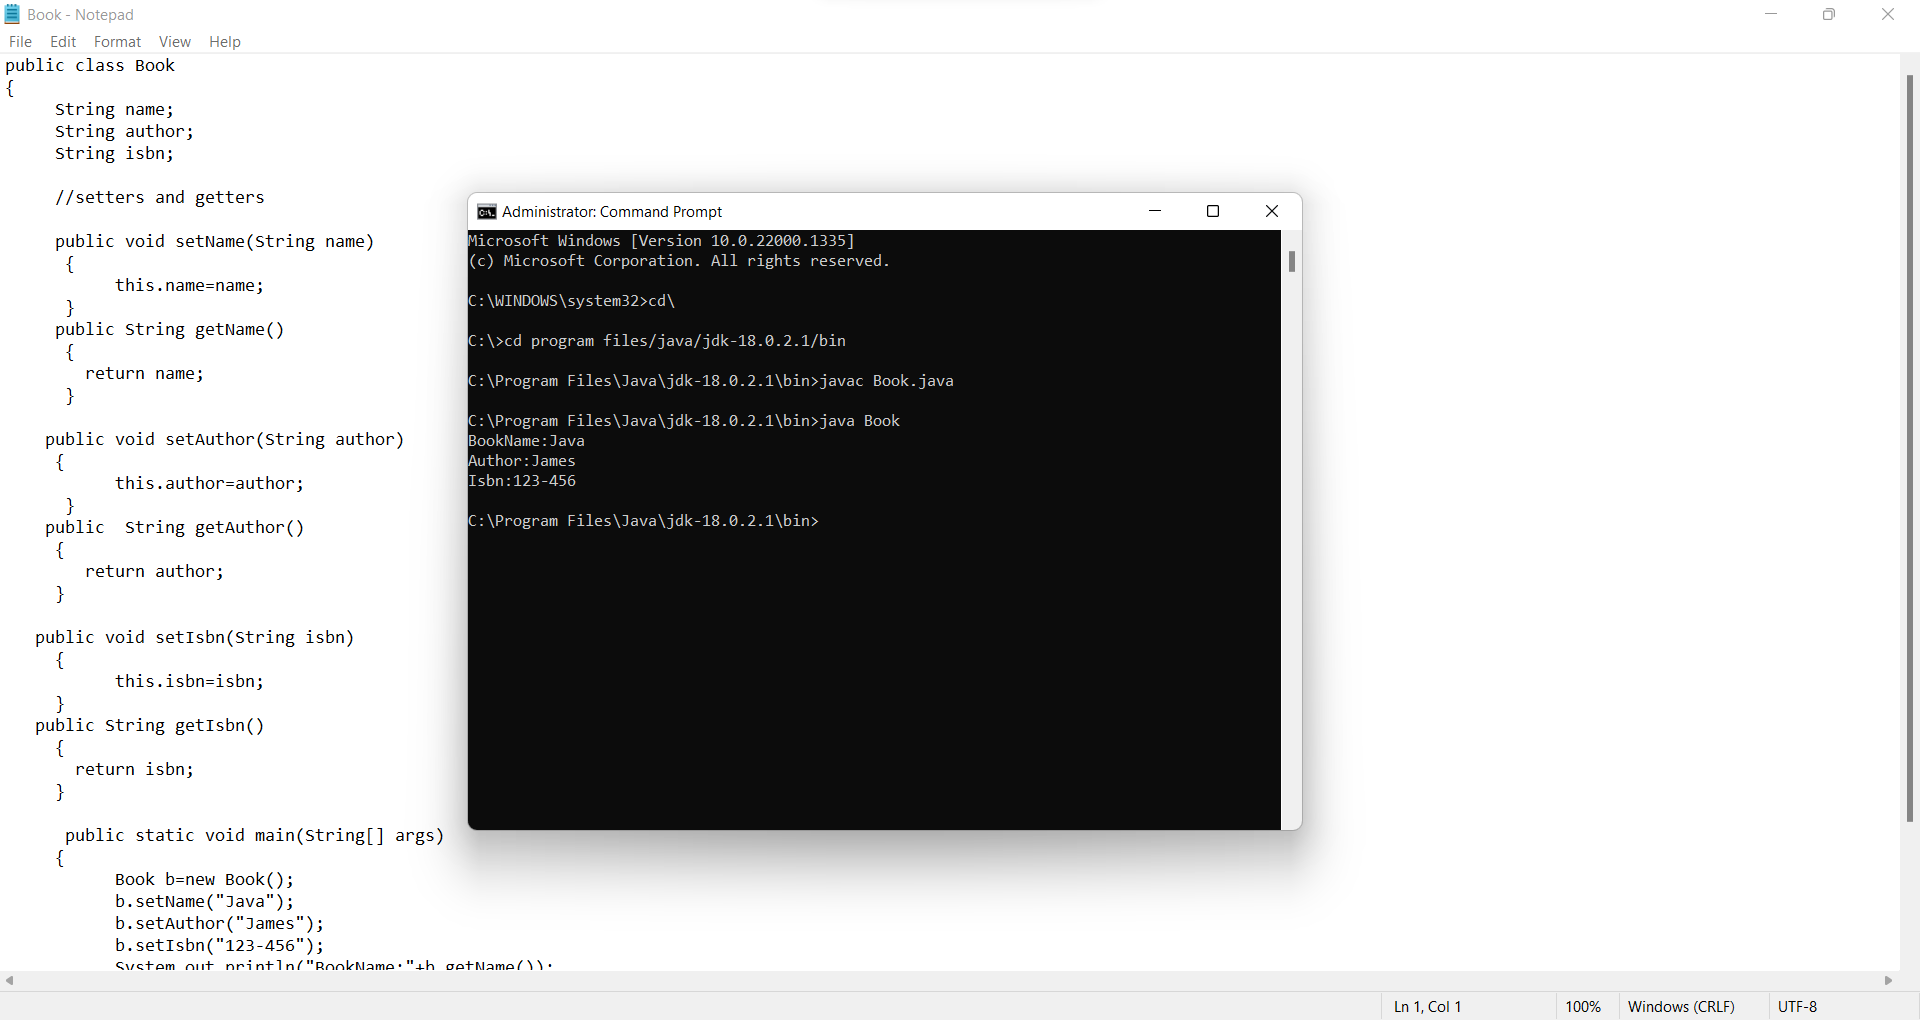 Book - Notepad
File Edit Format View Help
public class Book
{
String name;
String author;
String isbn;
//setters and getters
public void setName(String name)
{
this.name=name;
}
public String getName()
{
return name;
}
public void setAuthor(String author)
{
this.author=author;
}
public String getAuthor()
{
return author;
}
public void setIsbn(String isbn)
{
this.isbn=isbn;
}
public String getIsbn()
{
return isbn;
}
public static void main(String[] args)
{
Book b=new Book();
b.setName("Java");
b.setAuthor("James");
b.setIsbn("123-456");
System.out.println("BookName:"+b.getName());
Administrator: Command Prompt
Microsoft Windows [Version 10.0.22000.1335]
(c) Microsoft Corporation. All rights reserved.
C:\WINDOWS\system32>cd\
C:\>cd program files/java/jdk-18.0.2.1/bin
C:\Program Files\Java\jdk-18.0.2.1\bin>javac Book.java
C:\Program Files\Java\jdk-18.0.2.1\bin>java Book
BookName:Java
Author:James
Isbn:123-456
C:\Program Files\Java\jdk-18.0.2.1\bin>
Ln 1, Col 1 100% Windows (CRLF) UTF-8